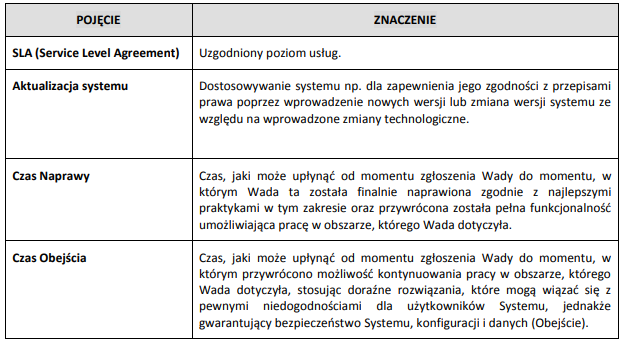 POJĘCIE ZNACZENIE
SLA (Service Level Agreement) Uzgodniony poziom usług.
Aktualizacja systemu Dostosowywanie systemu np. dla zapewnienia jego zgodności z przepisami
prawa poprzez wprowadzenie nowych wersji lub zmiana wersji systemu ze
względu na wprowadzone zmiany technologiczne.
Czas Naprawy Czas, jaki może upłynąć od momentu zgłoszenia Wady do momentu, w
którym Wada ta została finalnie naprawiona zgodnie z najlepszymi
praktykami w tym zakresie oraz przywrócona została pełna funkcjonalność
umożliwiająca pracę w obszarze, którego Wada dotyczyła.
Czas Obejścia Czas, jaki może upłynąć od momentu zgłoszenia Wady do momentu, w
którym przywrócono możliwość kontynuowania pracy w obszarze, którego
Wada dotyczyła, stosując doraźne rozwiązania, które mogą wiązać się z
pewnymi niedogodnościami dla użytkowników Systemu, jednakże
gwarantujący bezpieczeństwo Systemu, konfiguracji i danych (Obejście).